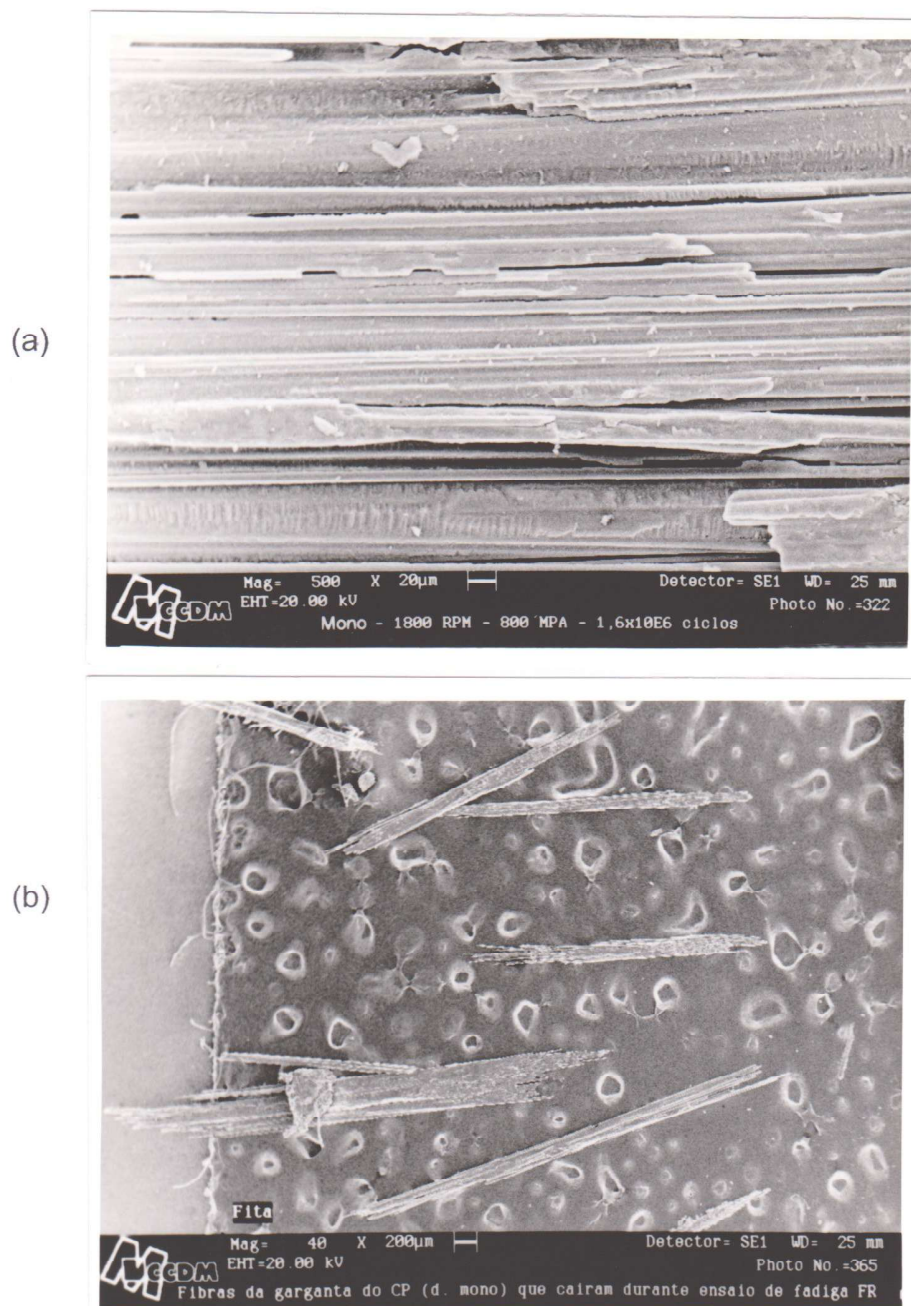 (a)
CCDM
Mag= 500 X 20µm Detector= SE1 WD= 25 mm
EHT=20.00 kV Photo No.=322
Mono - 1800 RPM - 800 MPA - 1,6x10E6 ciclos
(b)
Fita
CCDM
Mag= 40 X 200µm Detector= SE1 WD= 25 mm
EHT=20.00 kV Photo No.=365
Fibras da garganta do CP (d. mono) que cairam durante ensaio de fadiga FR